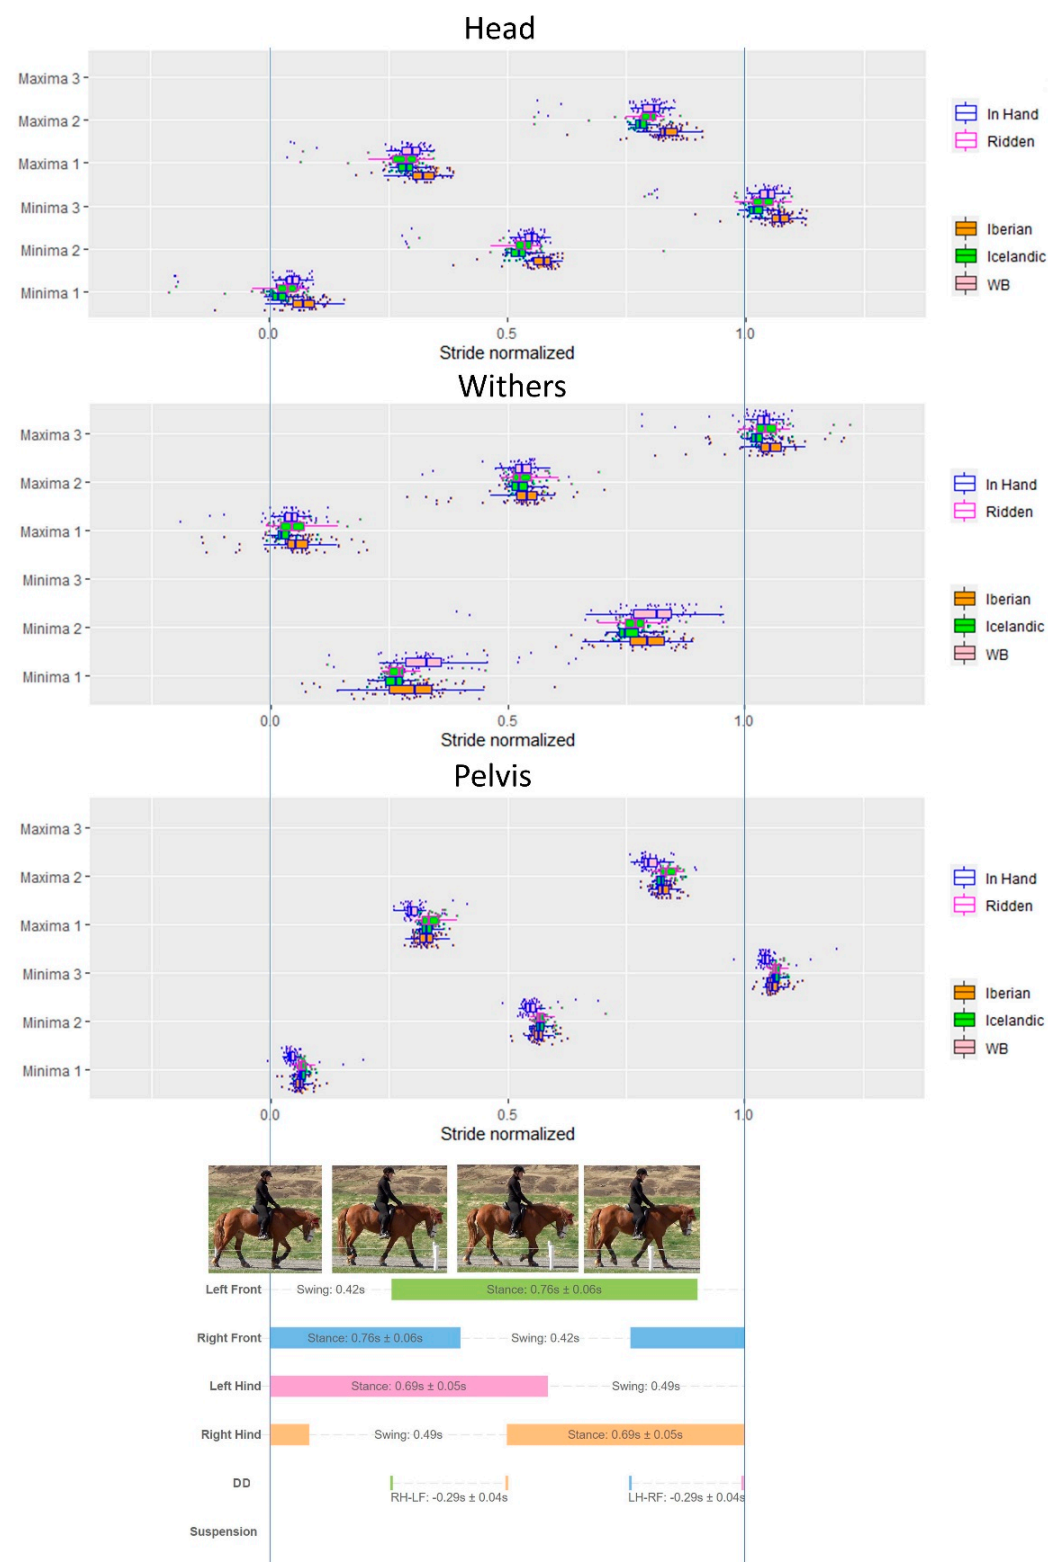 Head
Maxima 3
Maxima 2
Maxima 1
Minima 3
Minima 2
Minima 1
0.0
0.5
1.0
Stride normalized
In Hand
Ridden
Iberian
Icelandic
WB
Withers
Maxima 3
Maxima 2
Maxima 1
Minima 3
Minima 2
Minima 1
0.0
0.5
1.0
Stride normalized
In Hand
Ridden
Iberian
Icelandic
WB
Pelvis
Maxima 3
Maxima 2
Maxima 1
Minima 3
Minima 2
Minima 1
0.0
0.5
1.0
Stride normalized
In Hand
Ridden
Iberian
Icelandic
WB
Left Front Swing: 0.42s Stance: 0.76s ± 0.06s
Right Front Stance: 0.76s ± 0.06s Swing: 0.42s
Left Hind Stance: 0.69s ± 0.05s Swing: 0.49s
Right Hind Swing: 0.49s Stance: 0.69s ± 0.05s
DD
RH-LF: -0.29s ± 0.04s LH-RF: -0.29s ± 0.04s
Suspension